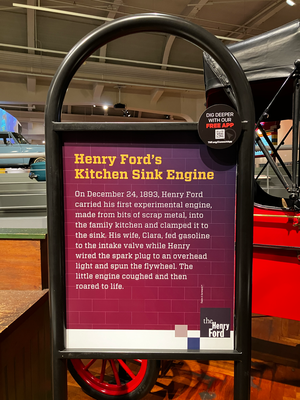 DIG DEEPER
WITH OUR
FREE APP
Henry Ford's
Kitchen Sink Engine
On December 24, 1893, Henry Ford
carried his first experimental engine,
made from bits of scrap metal, into
the family kitchen and clamped it to
the sink. His wife, Clara, fed gasoline
to the intake valve while Henry
wired the spark plug to an overhead
light and spun the flywheel. The
little engine coughed and then
roared to life.
the
Henry
Ford